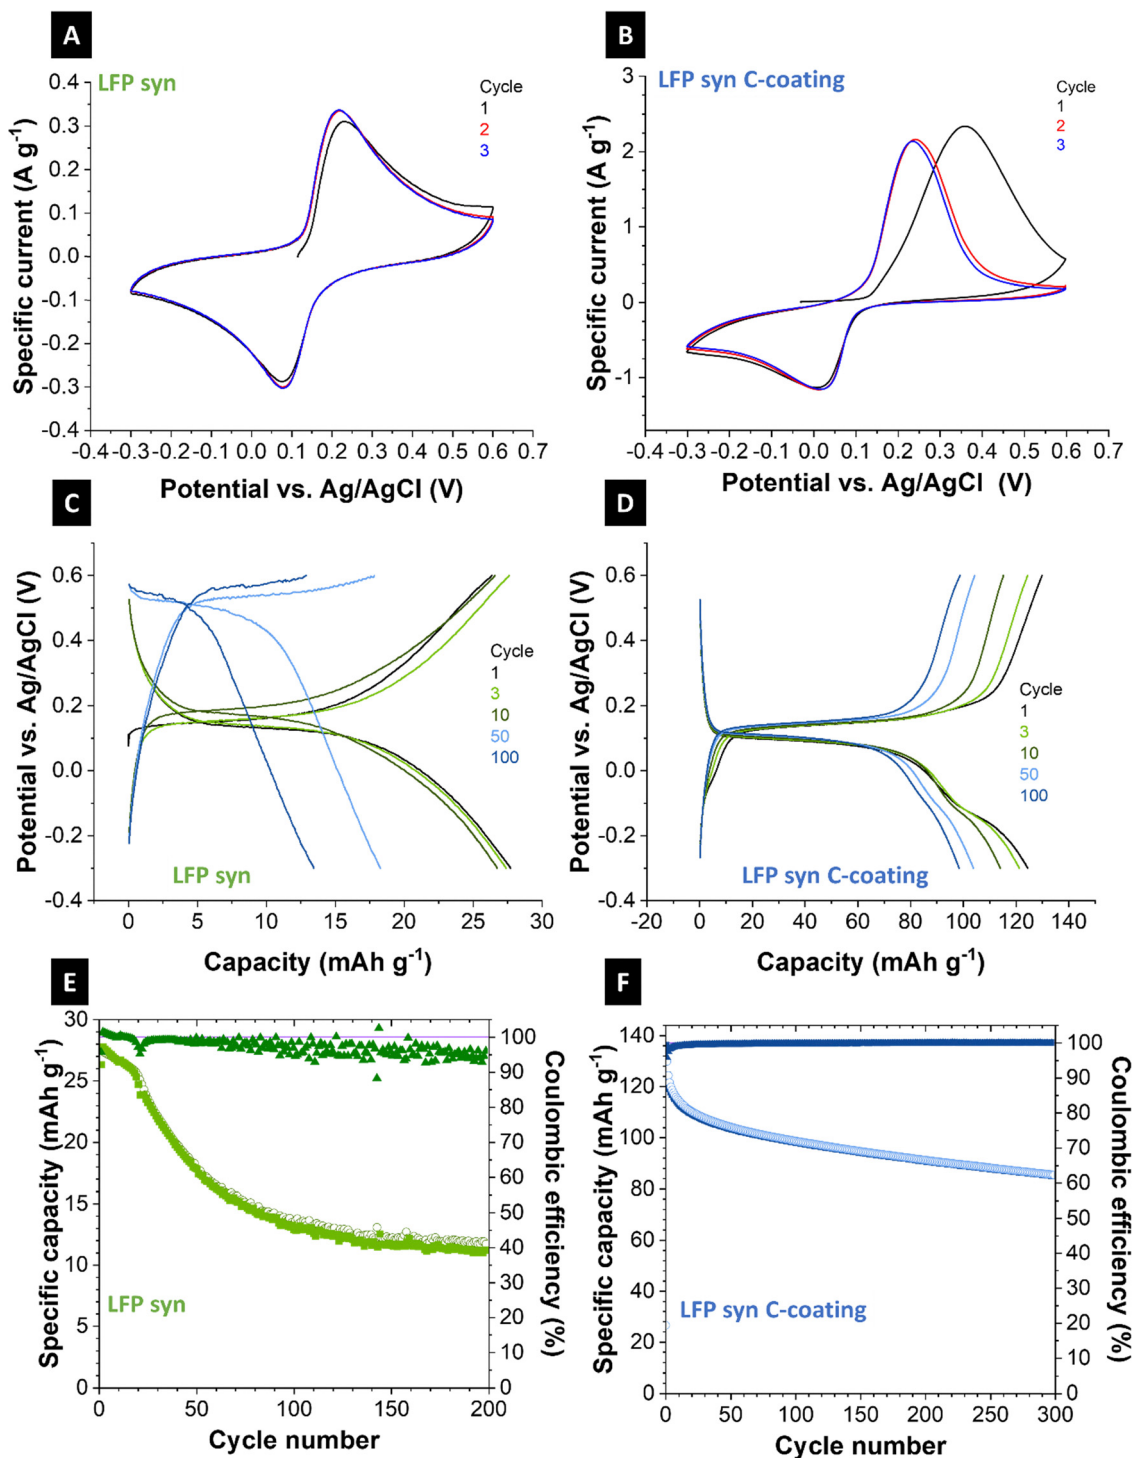 A
LFP syn
Cycle
1
2
3
0.4
0.3
0.2
0.1
0.0
-0.1
-0.2
-0.3
-0.4
Specific current (A g-1)
-0.4 -0.3 -0.2 -0.1 0.0 0.1 0.2 0.3 0.4 0.5 0.6 0.7
Potential vs. Ag/AgCl (V)
B
LFP syn C-coating
Cycle
1
2
3
3
2
1
0
-1
Specific current (A g-1)
-0.4 -0.3 -0.2 -0.1 0.0 0.1 0.2 0.3 0.4 0.5 0.6 0.7
Potential vs. Ag/AgCl (V)
C
0.6
0.4
0.2
0.0
-0.2
-0.4
Potential vs. Ag/AgCl (V)
Cycle
1
3
10
50
100
LFP syn
0 5 10 15 20 25 30
Capacity (mAh g-1)
D
0.6
0.4
0.2
0.0
-0.2
-0.4
Potential vs. Ag/AgCl (V)
Cycle
1
3
10
50
100
LFP syn C-coating
-20 0 20 40 60 80 100 120 140
Capacity (mAh g-1)
E
30
28
25
23
20
18
15
13
10
8
5
3
0
Specific capacity (mAh g-1)
100
90
80
70
60
50
40
30
20
10
0
Coulombic efficiency (%)
LFP syn
0 50 100 150 200
Cycle number
F
140
120
100
80
60
40
20
0
Specific capacity (mAh g-1)
100
90
80
70
60
50
40
30
20
10
0
Coulombic efficiency (%)
LFP syn C-coating
0 50 100 150 200 250 300
Cycle number